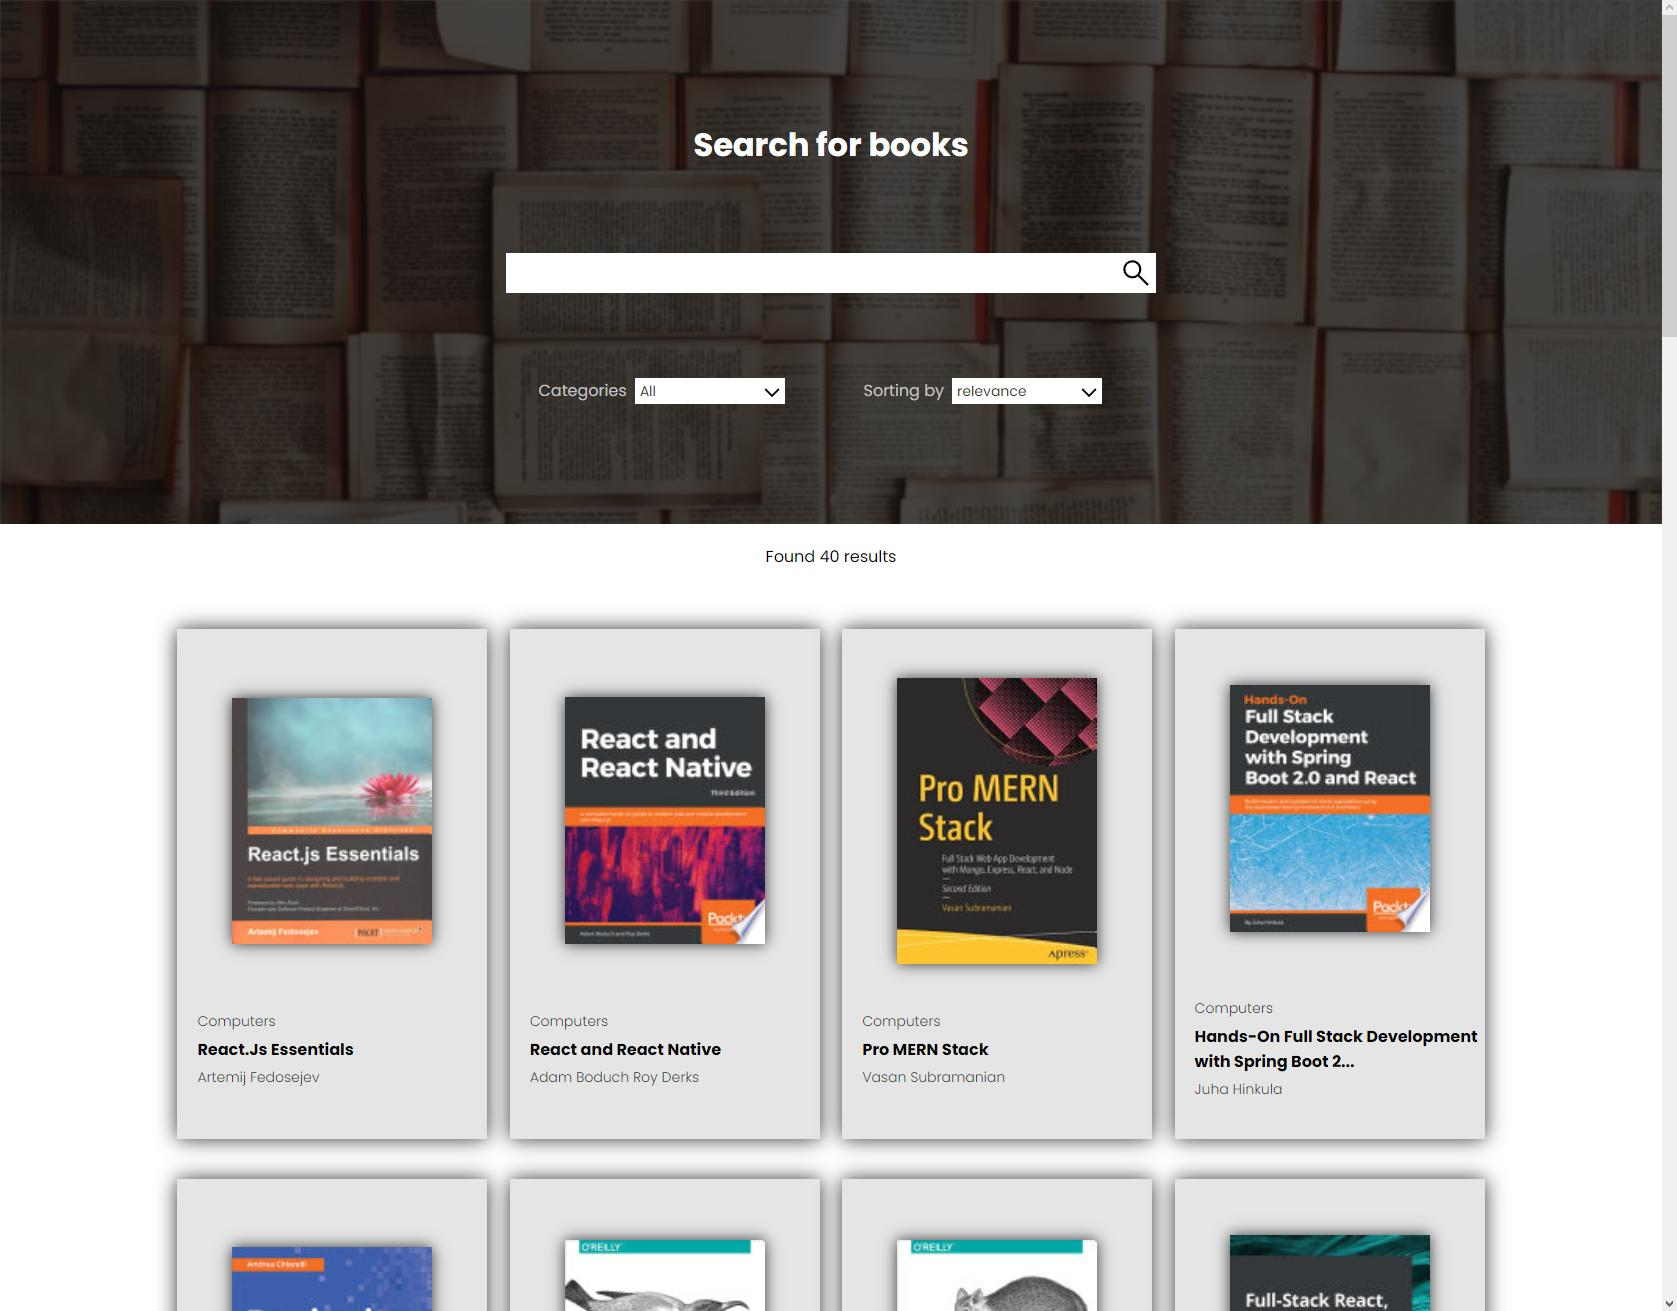 Search for books
Categories All
Sorting by relevance
Found 40 results
React.js Essentials
Artemij Fedosejev
PACKT
Computers
React.Js Essentials
Artemij Fedosejev
React and
React Native
Third Edition
Packt
Adam Boduch and Roy Derks
Computers
React and React Native
Adam Boduch Roy Derks
Pro MERN
Stack
Full Stack Web App Development
with Mongo, Express, React, and Node
Second Edition
Vasan Subramanian
Apress
Computers
Pro MERN Stack
Vasan Subramanian
Hands-On
Full Stack
Development
with Spring
Boot 2.0 and React
Packt
By Juha Hinkula
Computers
Hands-On Full Stack Development
with Spring Boot 2...
Juha Hinkula
Andrea Chiarelli
O'REILLY
O'REILLY
Full-Stack React,